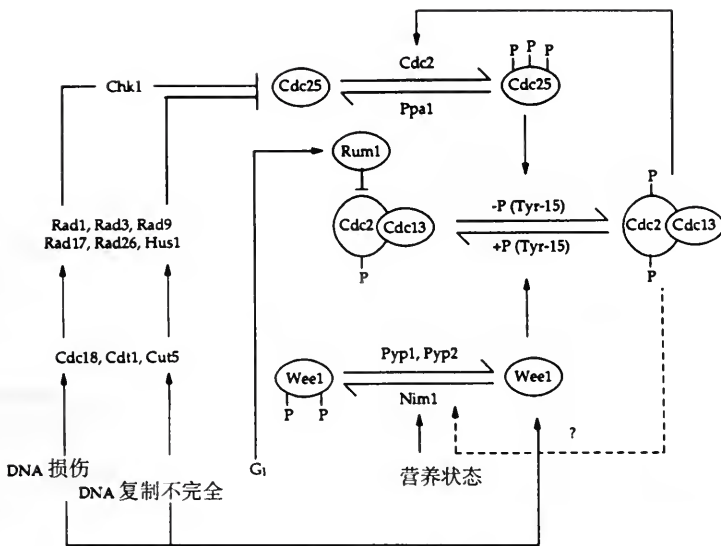 P P P
Cdc2
Chk1
Cdc25
Cdc25
Ppa1
Rum1
P
-P (Tyr-15)
Cdc2 Cdc13
Cdc2 Cdc13
+P (Tyr-15)
P
P
Rad1, Rad3, Rad9
Rad17, Rad26, Hus1
Cdc18, Cdt1, Cut5
Pyp1, Pyp2
Wee1
Wee1
Nim1
P P
?
DNA 损伤
G1
营养状态
DNA 复制不完全